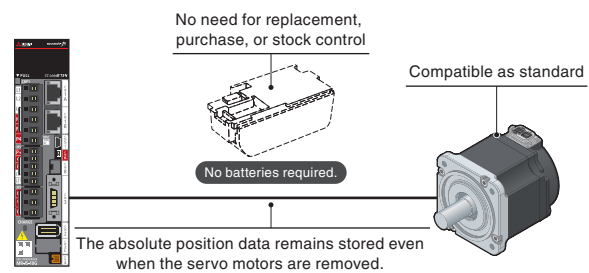 No need for replacement,
purchase, or stock control
Compatible as standard
No batteries required.
The absolute position data remains stored even
when the servo motors are removed.